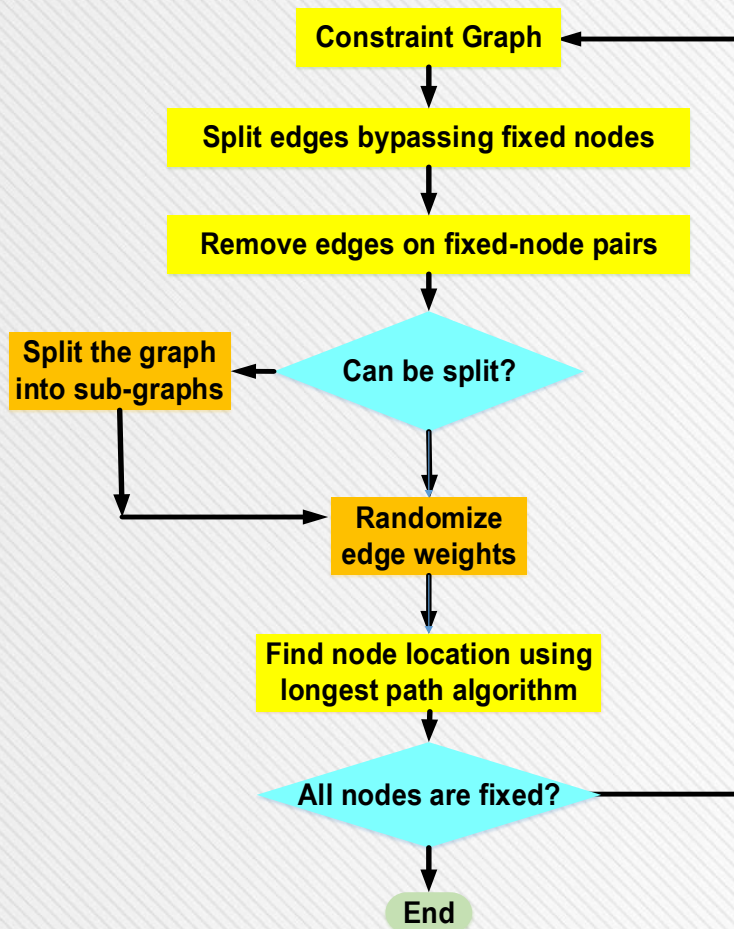 Constraint Graph
Split edges bypassing fixed nodes
Remove edges on fixed-node pairs
Can be split?
Split the graph
into sub-graphs
Randomize
edge weights
Find node location using
longest path algorithm
All nodes are fixed?
End